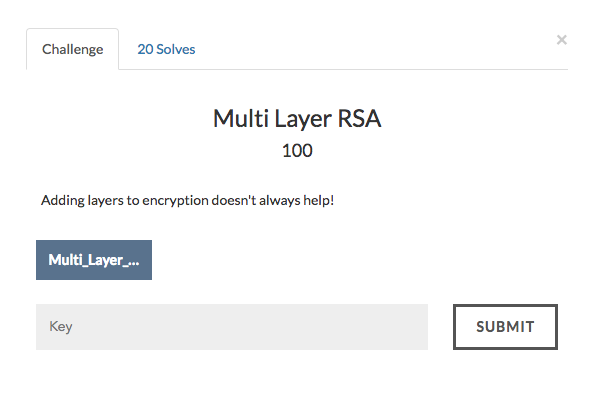 Challenge 20 Solves ×
Multi Layer RSA
100
Adding layers to encryption doesn't always help!
Multi_Layer_...
Key SUBMIT